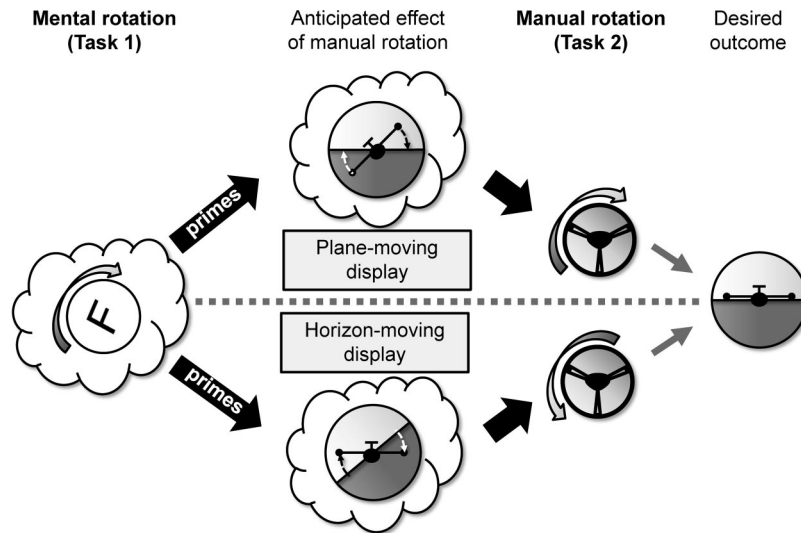 Mental rotation
(Task 1)
Anticipated effect
of manual rotation
Manual rotation
(Task 2)
Desired
outcome
primes
Plane-moving
display
F
Horizon-moving
display
primes